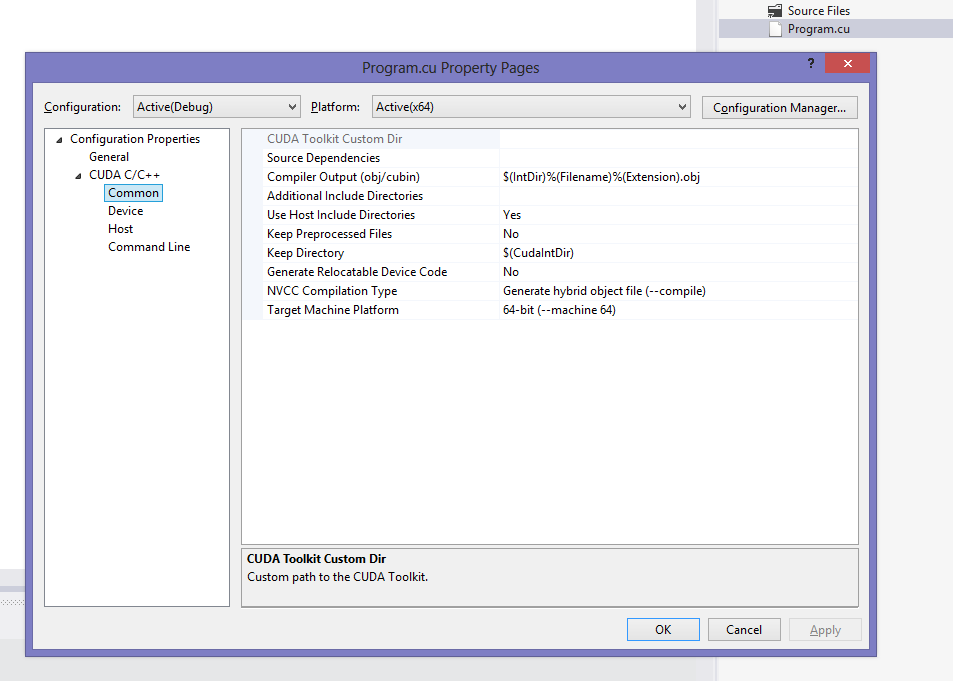 Source Files
Program.cu
Program.cu Property Pages
?
Configuration: Active(Debug) Platform: Active(x64) Configuration Manager...
Configuration Properties
General
CUDA C/C++
Common
Device
Host
Command Line
CUDA Toolkit Custom Dir
Source Dependencies
Compiler Output (obj/cubin) $(IntDir)%(Filename)%(Extension).obj
Additional Include Directories
Use Host Include Directories Yes
Keep Preprocessed Files No
Keep Directory $(CudaIntDir)
Generate Relocatable Device Code No
NVCC Compilation Type Generate hybrid object file (--compile)
Target Machine Platform 64-bit (--machine 64)
CUDA Toolkit Custom Dir
Custom path to the CUDA Toolkit.
OK Cancel Apply